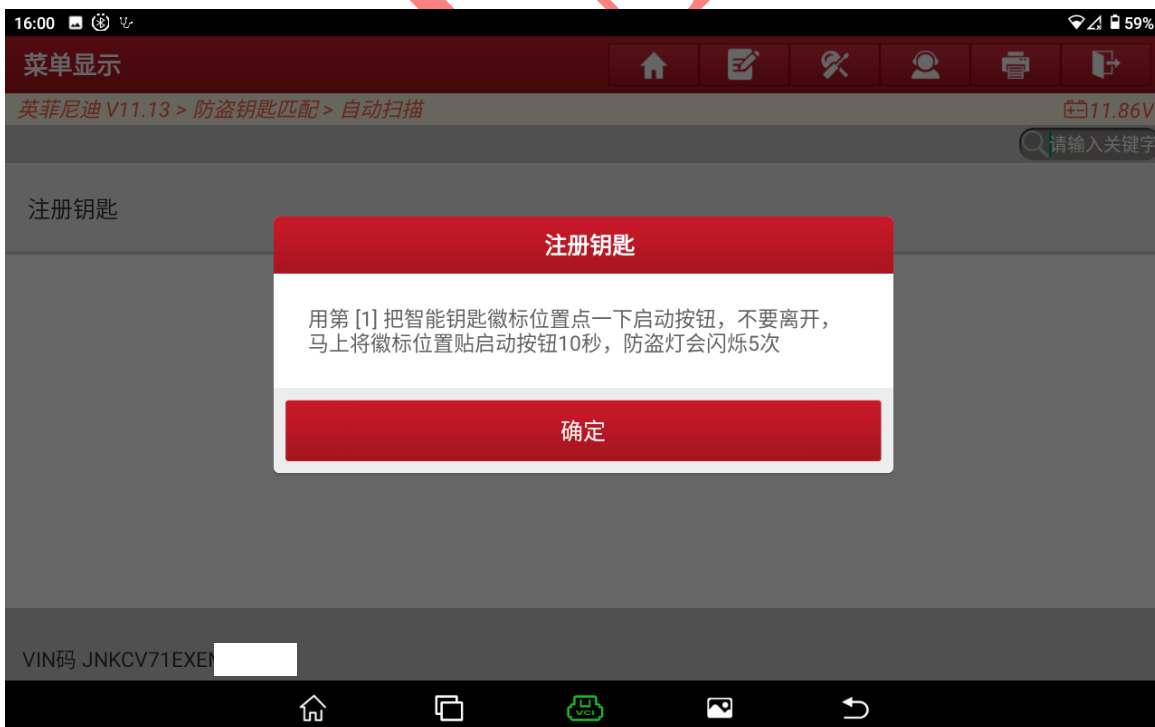 16:00
59%
菜单显示
英菲尼迪 V11.13 > 防盗钥匙匹配 > 自动扫描
11.86V
请输入关键字
注册钥匙
注册钥匙
用第 [1] 把智能钥匙徽标位置点一下启动按钮，不要离开，
马上将徽标位置贴启动按钮10秒，防盗灯会闪烁5次
确定
VIN码 JNKCV71EXE
VCI